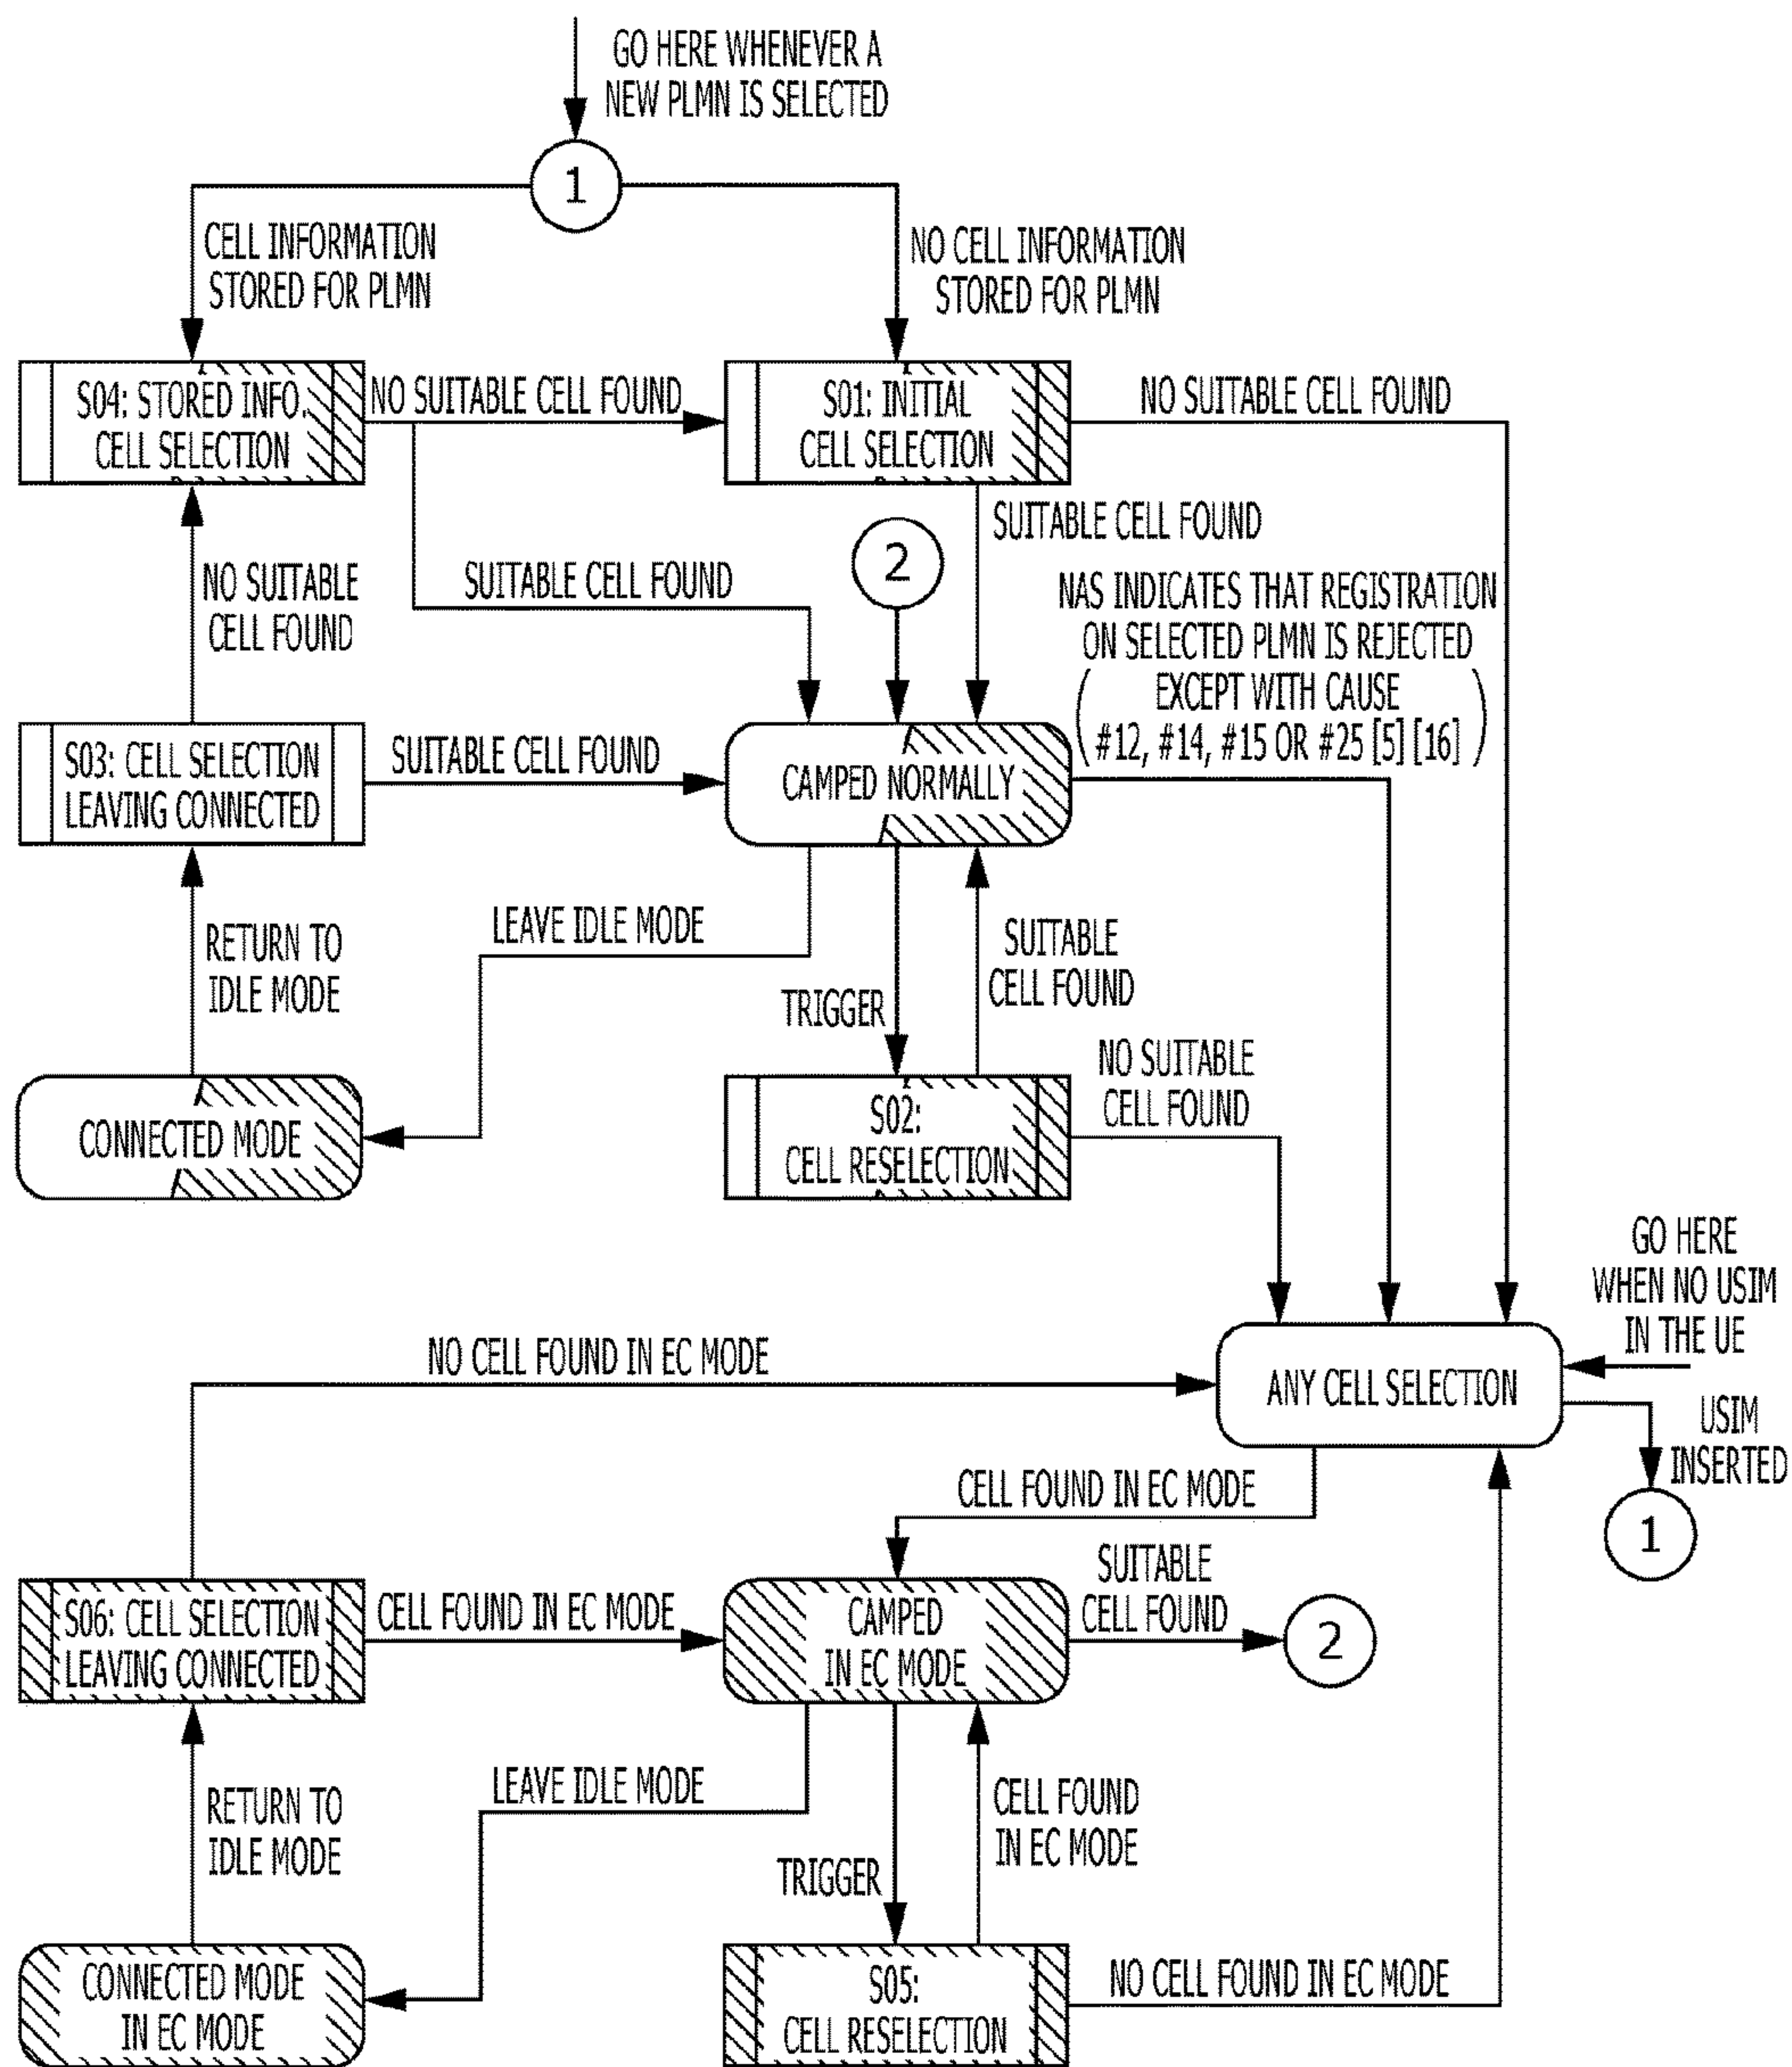 GO HERE WHENEVER A
NEW PLMN IS SELECTED
1
CELL INFORMATION
STORED FOR PLMN
NO CELL INFORMATION
STORED FOR PLMN
S04: STORED INFO.
CELL SELECTION
NO SUITABLE CELL FOUND
S01: INITIAL
CELL SELECTION
NO SUITABLE CELL FOUND
SUITABLE CELL FOUND
2
NO SUITABLE
CELL FOUND
SUITABLE CELL FOUND
NAS INDICATES THAT REGISTRATION
ON SELECTED PLMN IS REJECTED
(EXCEPT WITH CAUSE
#12, #14, #15 OR #25 [5] [16])
S03: CELL SELECTION
LEAVING CONNECTED
SUITABLE CELL FOUND
CAMPED NORMALLY
RETURN TO
IDLE MODE
LEAVE IDLE MODE
TRIGGER
SUITABLE
CELL FOUND
NO SUITABLE
CELL FOUND
CONNECTED MODE
S02:
CELL RESELECTION
GO HERE
WHEN NO USIM
IN THE UE
NO CELL FOUND IN EC MODE
ANY CELL SELECTION
USIM
INSERTED
1
CELL FOUND IN EC MODE
S06: CELL SELECTION
LEAVING CONNECTED
CELL FOUND IN EC MODE
CAMPED
IN EC MODE
SUITABLE
CELL FOUND
2
RETURN TO
IDLE MODE
LEAVE IDLE MODE
TRIGGER
CELL FOUND
IN EC MODE
CONNECTED MODE
IN EC MODE
S05:
CELL RESELECTION
NO CELL FOUND IN EC MODE